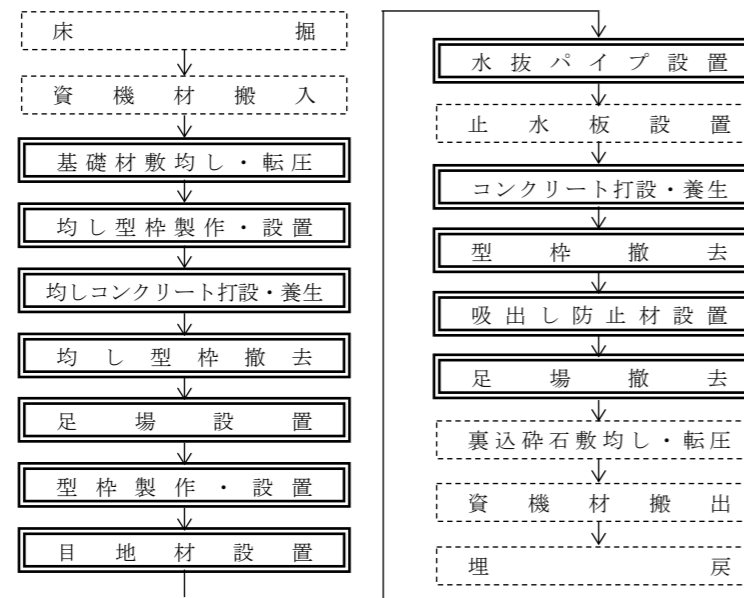 床掘
資機材搬入
基礎材敷均し・転圧
均し型枠製作・設置
均しコンクリート打設・養生
均し型枠撤去
足場設置
型枠製作・設置
目地材設置
水抜パイプ設置
止水板設置
コンクリート打設・養生
型枠撤去
吸出し防止材設置
足場撤去
裏込砕石敷均し・転圧
資機材搬出
埋戻